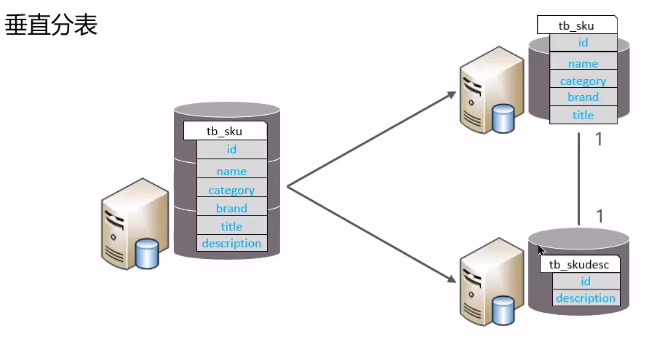 垂直分表
tb_sku
id
name
category
brand
title
description
tb_sku
id
name
category
brand
title
1
1
tb_skudesc
id
description